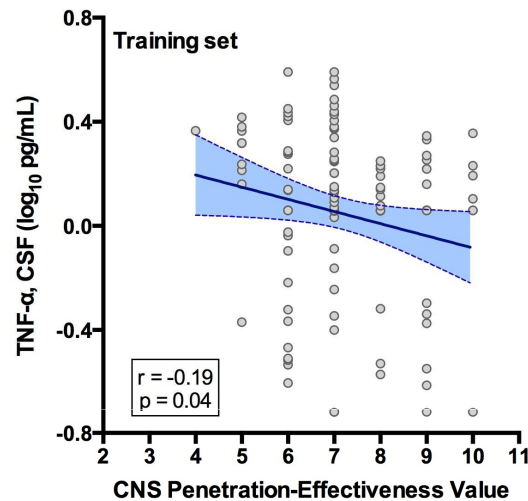 Training set
TNF-α, CSF (log10 pg/mL)
0.8
0.4
0.0
-0.4
-0.8
r = -0.19
p = 0.04
2 3 4 5 6 7 8 9 10 11
CNS Penetration-Effectiveness Value